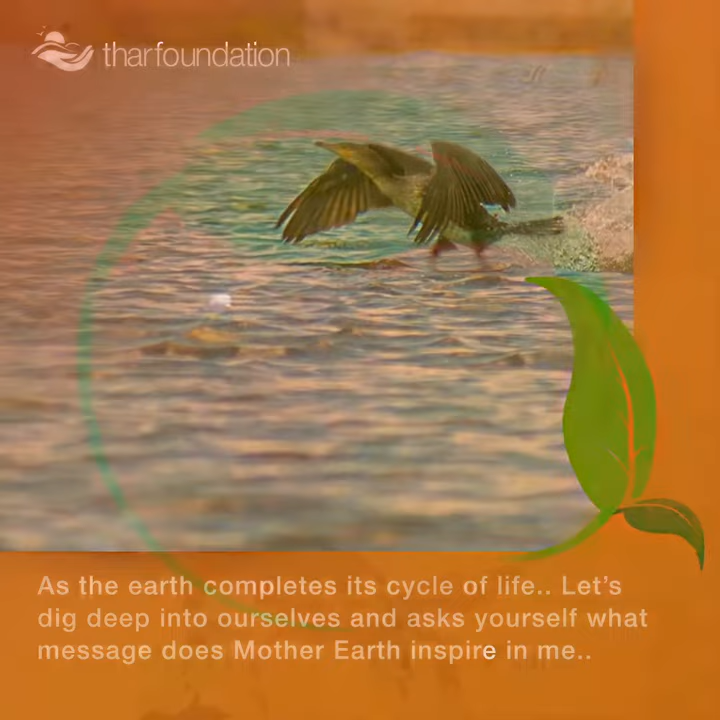 tharfoundation
As the earth completes its cycle of life.. Let's
dig deep into ourselves and asks yourself what
message does Mother Earth inspire in me..